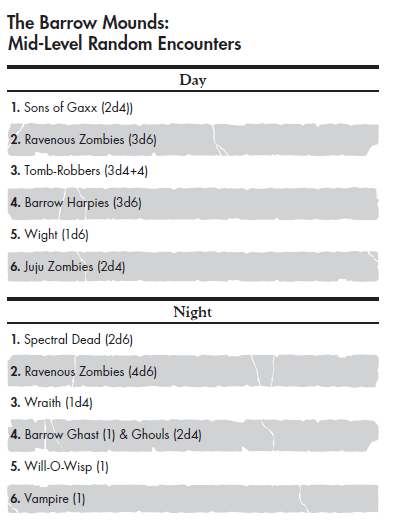 The Barrow Mounds:
Mid-Level Random Encounters
Day
1. Sons of Gaxx (2d4))
2. Ravenous Zombies (3d6)
3. Tomb-Robbers (3d4+4)
4. Barrow Harpies (3d6)
5. Wight (1d6)
6. Juju Zombies (2d4)
Night
1. Spectral Dead (2d6)
2. Ravenous Zombies (4d6)
3. Wraith (1d4)
4. Barrow Ghast (1) & Ghouls (2d4)
5. Will-O-Wisp (1)
6. Vampire (1)